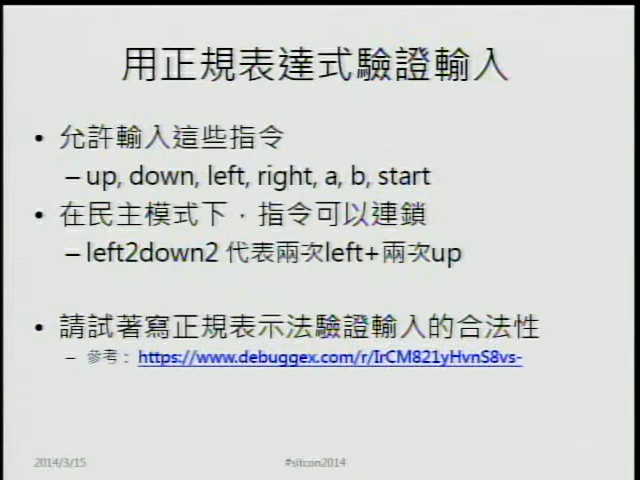 用正規表達式驗證輸入
• 允許輸入這些指令
– up, down, left, right, a, b, start
• 在民主模式下，指令可以連鎖
– left2down2 代表兩次left+兩次up
• 請試著寫正規表示法驗證輸入的合法性
– 參考： https://www.debuggex.com/r/IrCM821yHvnS8vs-
2014/3/15
#sitcon2014